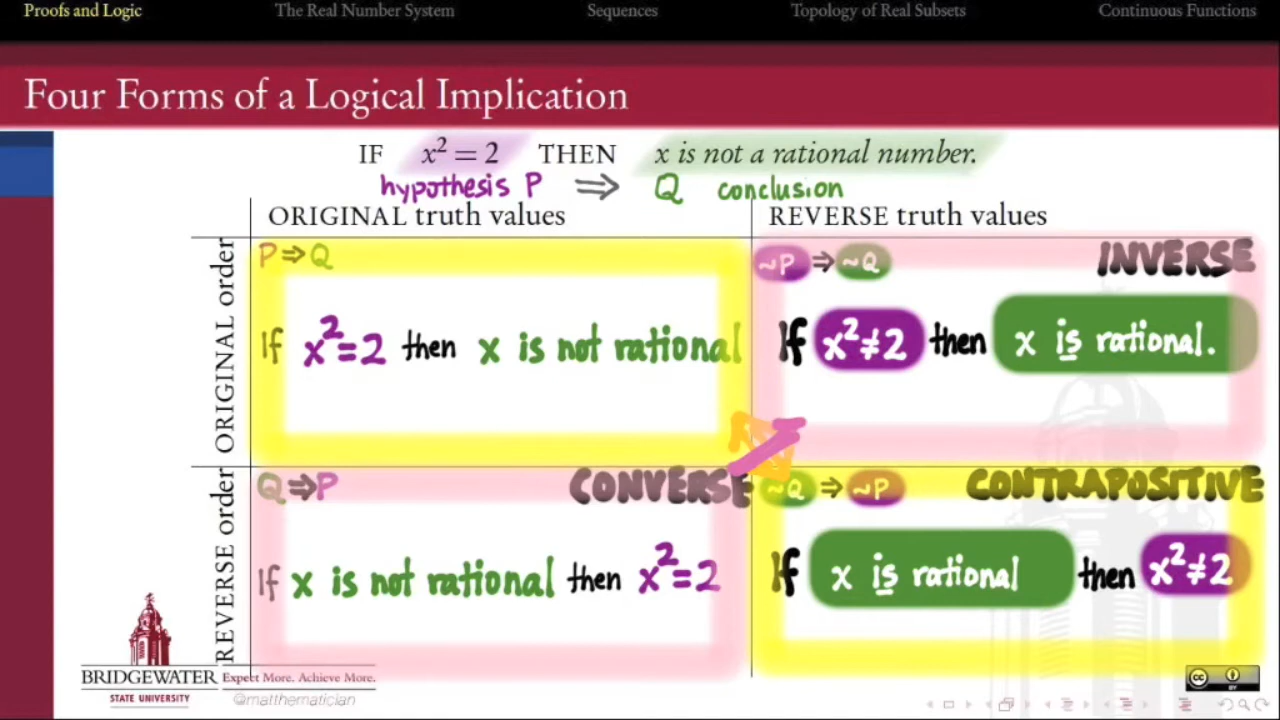 Proofs and Logic The Real Number System Sequences Topology of Real Subsets Continuous Functions
Four Forms of a Logical Implication
IF x² = 2 THEN x is not a rational number.
hypothesis P ⇒ Q conclusion
ORIGINAL truth values REVERSE truth values
ORIGINAL order
P ⇒ Q
If x²=2 then x is not rational
~P ⇒ ~Q INVERSE
If x²≠2 then x is rational.
REVERSE order
Q ⇒ P CONVERSE
If x is not rational then x²=2
~Q ⇒ ~P CONTRAPOSITIVE
If x is rational then x²≠2
BRIDGEWATER
STATE UNIVERSITY
Expect More. Achieve More.
@matthematician
cc
BY